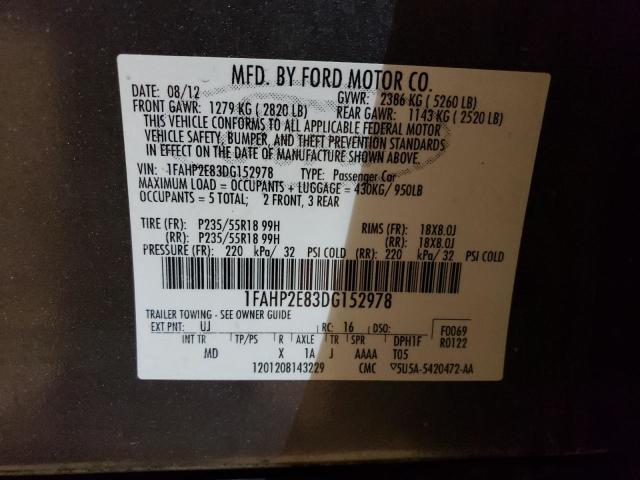 MFD. BY FORD MOTOR CO.
DATE: 08/12 GVWR: 2386 KG ( 5260 LB)
FRONT GAWR: 1279 KG ( 2820 LB) REAR GAWR: 1143 KG ( 2520 LB)
THIS VEHICLE CONFORMS TO ALL APPLICABLE FEDERAL MOTOR
VEHICLE SAFETY, BUMPER, AND THEFT PREVENTION STANDARDS
IN EFFECT ON THE DATE OF MANUFACTURE SHOWN ABOVE.
VIN: 1FAHP2E83DG152978 TYPE: Passenger Car
MAXIMUM LOAD = OCCUPANTS + LUGGAGE = 430KG/ 950LB
OCCUPANTS = 5 TOTAL; 2 FRONT, 3 REAR
TIRE (FR): P235/55R18 99H RIMS (FR): 18X8.0J
(RR): P235/55R18 99H (RR): 18X8.0J
PRESSURE (FR): 220 kPa/ 32 PSI COLD (RR): 220 kPa/ 32 PSI COLD
1FAHP2E83DG152978
TRAILER TOWING - SEE OWNER GUIDE
EXT PNT: UJ RC: 16 DSO: F0069
INT TR TP/PS R AXLE TR SPR DPH1F R0122
MD X 1A J AAAA T05
1201208143229 CMC 5U5A-5420472-AA